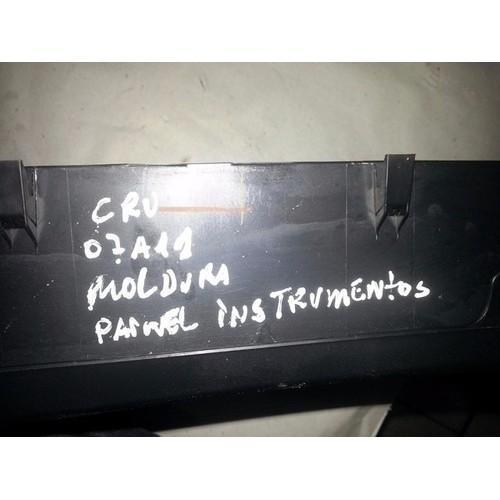 CRV
07A11
MOLDURA
PAINEL INSTRUMENTOS